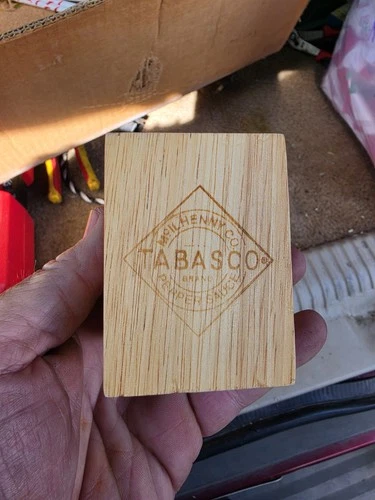 McILHENNY CO.
TABASCO®
BRAND
PEPPER SAUCE